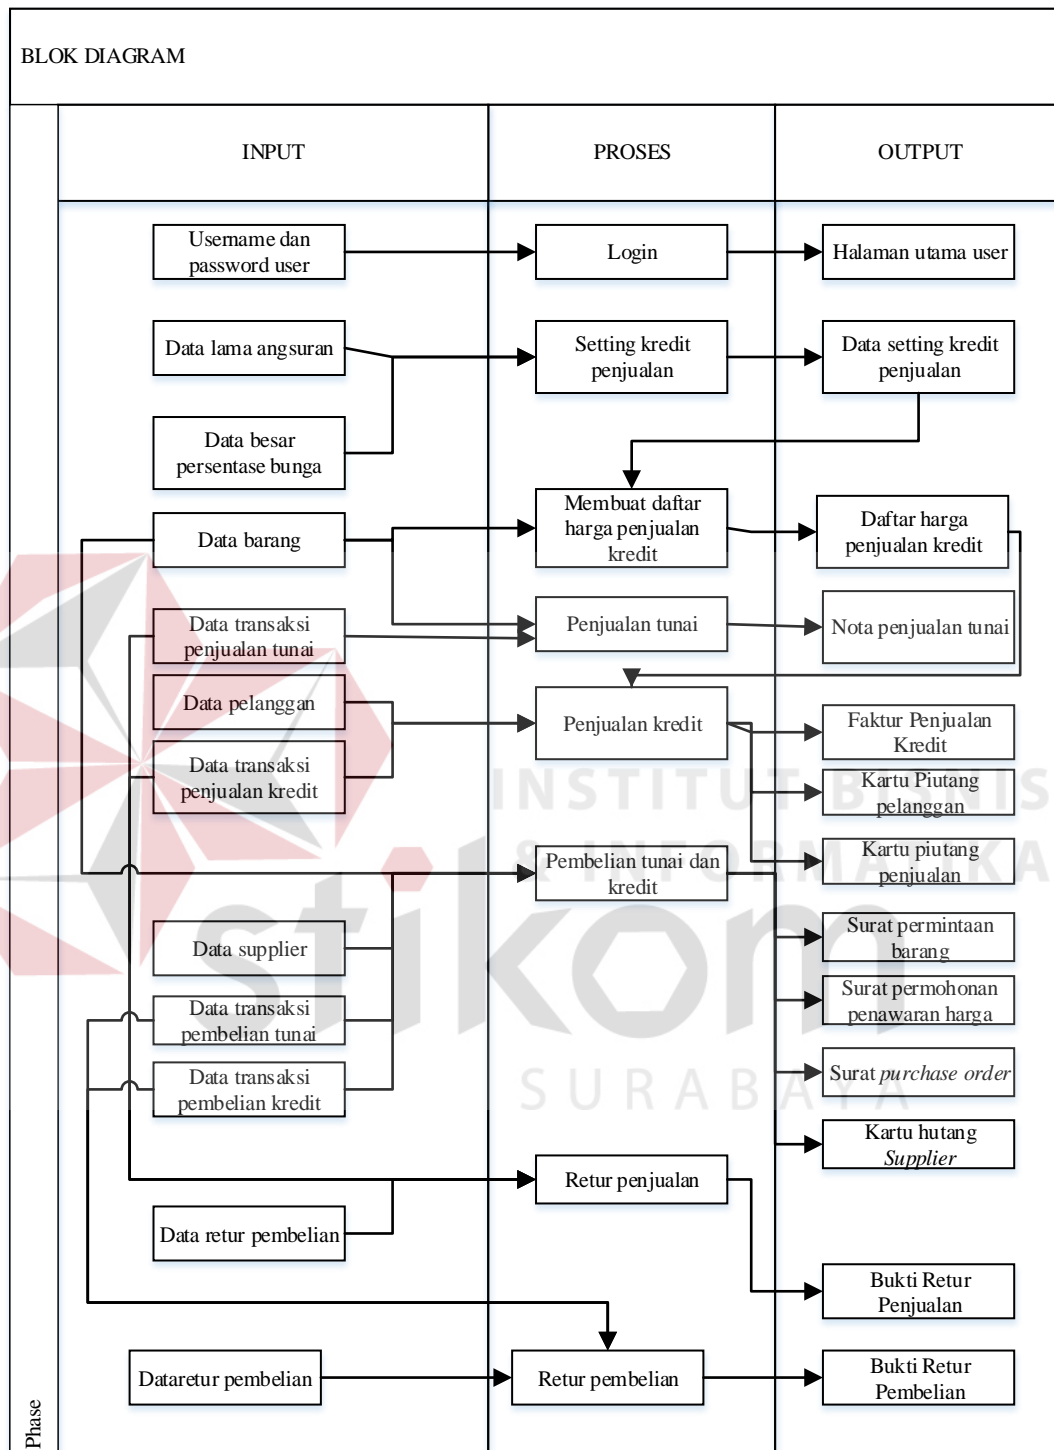 BLOK DIAGRAM
INPUT
PROSES
OUTPUT
Username dan
password user
Login
Halaman utama user
Data lama angsuran
Setting kredit
penjualan
Data setting kredit
penjualan
Data besar
persentase bunga
Data barang
Membuat daftar
harga penjualan
kredit
Daftar harga
penjualan kredit
Data transaksi
penjualan tunai
Penjualan tunai
Nota penjualan tunai
Data pelanggan
Penjualan kredit
Faktur Penjualan
Kredit
Data transaksi
penjualan kredit
Kartu Piutang
pelanggan
Kartu piutang
penjualan
Pembelian tunai dan
kredit
Data supplier
Surat permintaan
barang
Data transaksi
pembelian tunai
Surat permohonan
penawaran harga
Data transaksi
pembelian kredit
Surat purchase order
Kartu hutang
Supplier
Retur penjualan
Data retur pembelian
Bukti Retur
Penjualan
Dataretur pembelian
Retur pembelian
Bukti Retur
Pembelian
Phase
INSTITUT BISNIS
& INFORMATIKA
stikom
SURABAYA